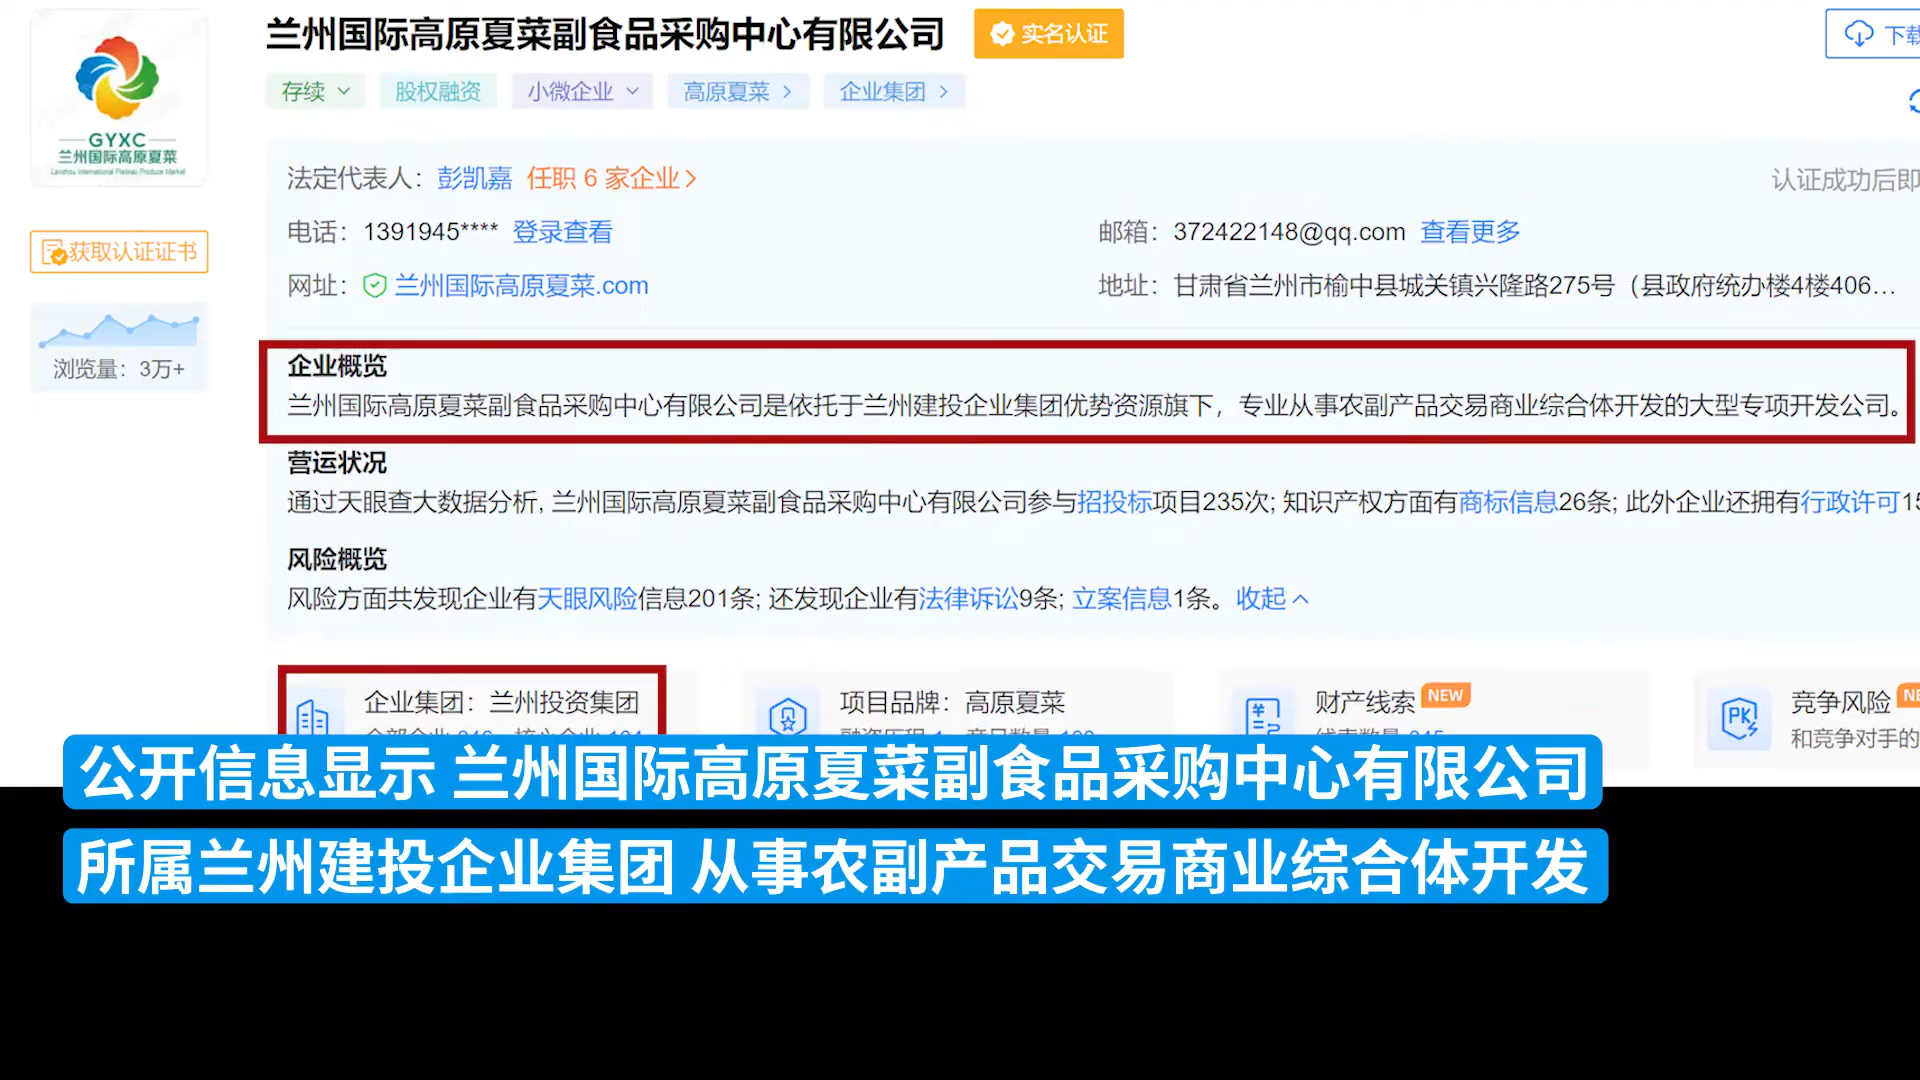 兰州国际高原夏菜副食品采购中心有限公司
实名认证
下载
存续
股权融资
小微企业
高原夏菜
企业集团
GYXC
兰州国际高原夏菜
Lanzhou International Plateau Produce Market
法定代表人：彭凯嘉 任职 6 家企业
认证成功后即
电话：1391945**** 登录查看
邮箱：372422148@qq.com 查看更多
获取认证证书
网址：兰州国际高原夏菜.com
地址：甘肃省兰州市榆中县城关镇兴隆路275号（县政府统办楼4楼406...
浏览量：3万+
企业概览
兰州国际高原夏菜副食品采购中心有限公司是依托于兰州建投企业集团优势资源旗下，专业从事农副产品交易商业综合体开发的大型专项开发公司。
营运状况
通过天眼查大数据分析, 兰州国际高原夏菜副食品采购中心有限公司参与招投标项目235次; 知识产权方面有商标信息26条; 此外企业还拥有行政许可15
风险概览
风险方面共发现企业有天眼风险信息201条; 还发现企业有法律诉讼9条; 立案信息1条。 收起
企业集团：兰州投资集团
项目品牌：高原夏菜
财产线索 NEW
竞争风险 NE
和竞争对手的
公开信息显示 兰州国际高原夏菜副食品采购中心有限公司
所属兰州建投企业集团 从事农副产品交易商业综合体开发